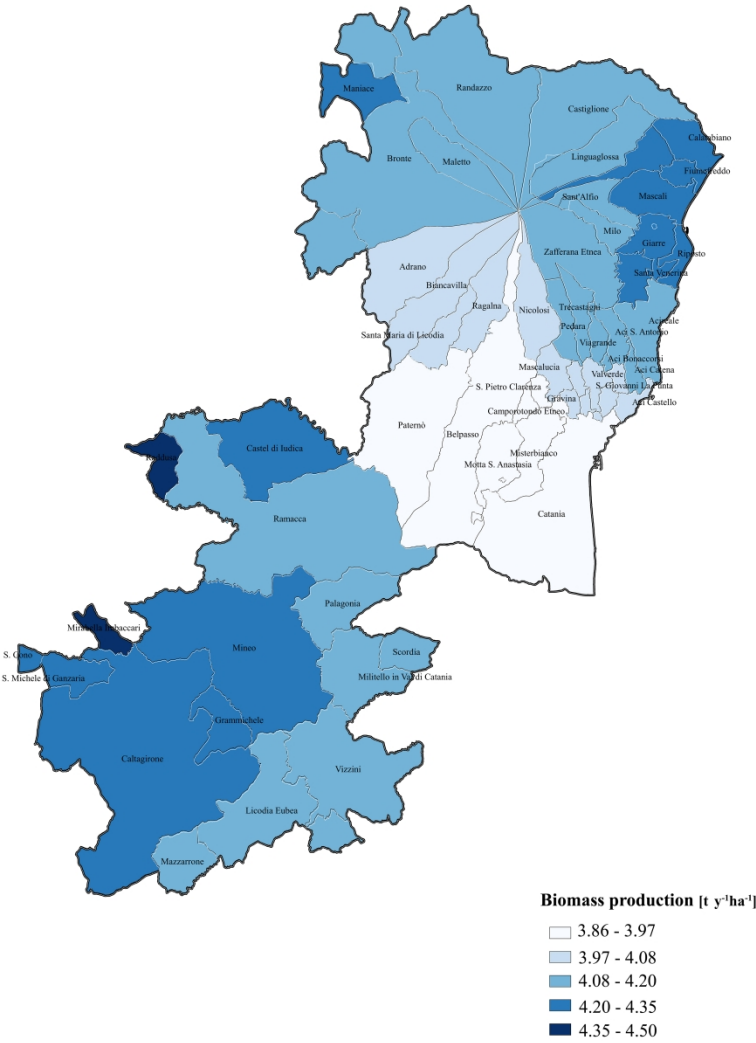 Randazzo
Maniace
Castiglione
Calatabiano
Linguaglossa
Bronte
Maletto
Fiumefreddo
Sant'Alfio
Mascali
Milo
Giarre
Zafferana Etnea
Riposto
Adrano
Santa Venerina
Biancavilla
Ragalna
Nicolosi
Trecastagni
Acireale
Pedara
Aci S. Antonio
Santa Maria di Licodia
Viagrande
Aci Bonaccorsi
Mascalucia
Aci Catena
Valverde
S. Pietro Clarenza
S. Giovanni La Punta
Gravina
Aci Castello
Camporotondo Etneo
Paternò
Belpasso
Castel di Iudica
Misterbianco
Raddusa
Motta S. Anastasia
Catania
Ramacca
Palagonia
Mirabella Imbaccari
Mineo
Scordia
S. Cono
S. Michele di Ganzaria
Militello in Val di Catania
Grammichele
Caltagirone
Vizzini
Licodia Eubea
Mazzarrone
Biomass production [t y⁻¹ha⁻¹]
3.86 - 3.97
3.97 - 4.08
4.08 - 4.20
4.20 - 4.35
4.35 - 4.50